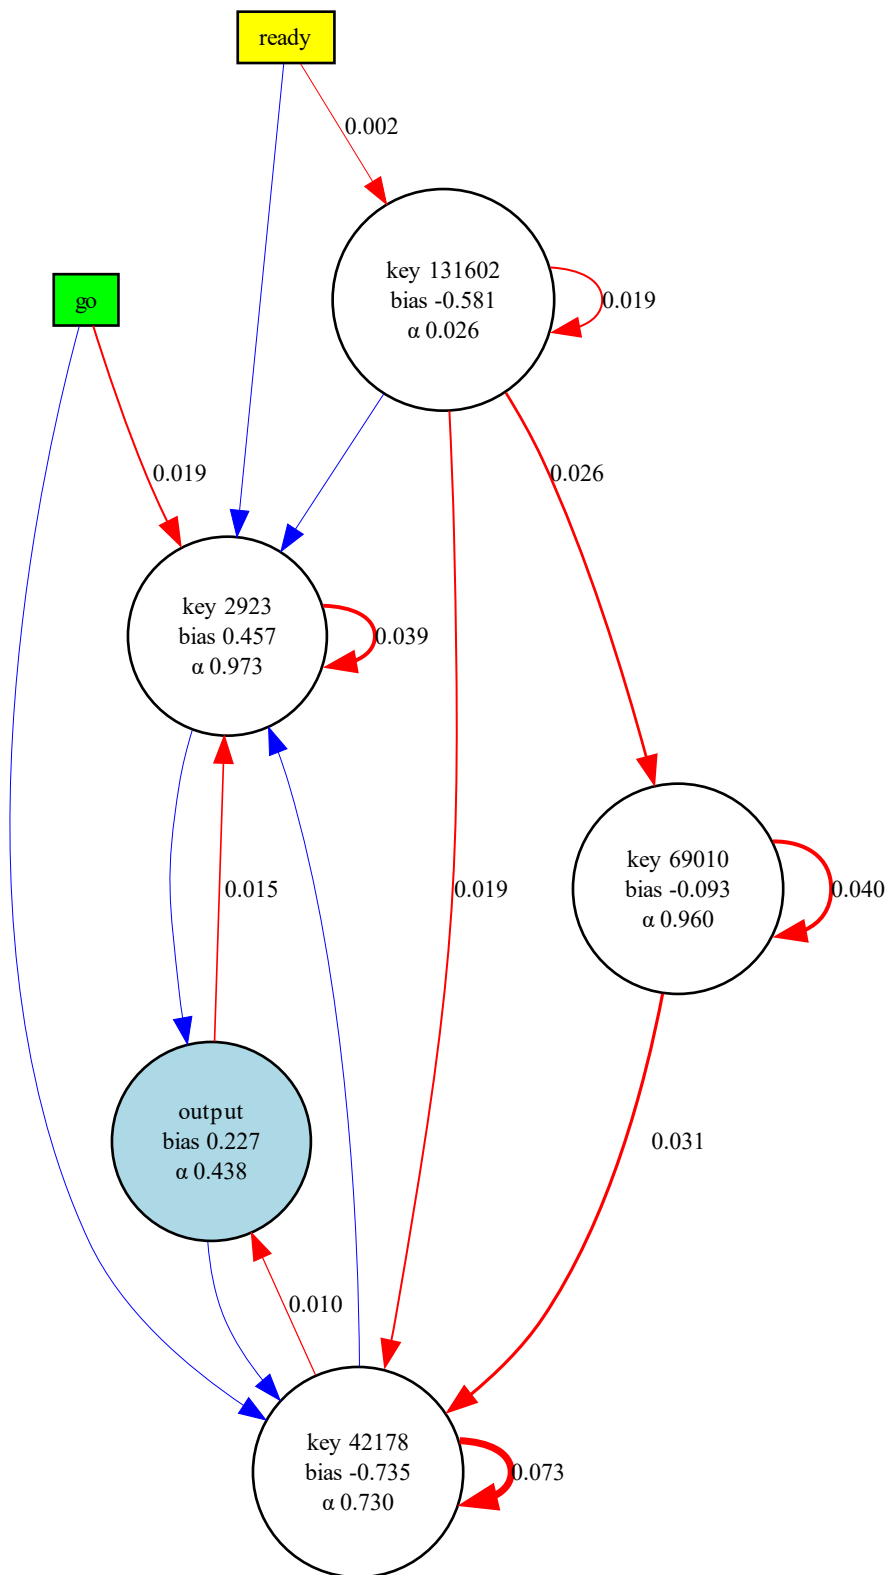 ready
0.002
key 131602
bias -0.581
α 0.026
0.019
go
0.019
0.026
key 2923
bias 0.457
α 0.973
0.039
key 69010
bias -0.093
α 0.960
0.040
0.015
0.019
output
bias 0.227
α 0.438
0.031
0.010
key 42178
bias -0.735
α 0.730
0.073